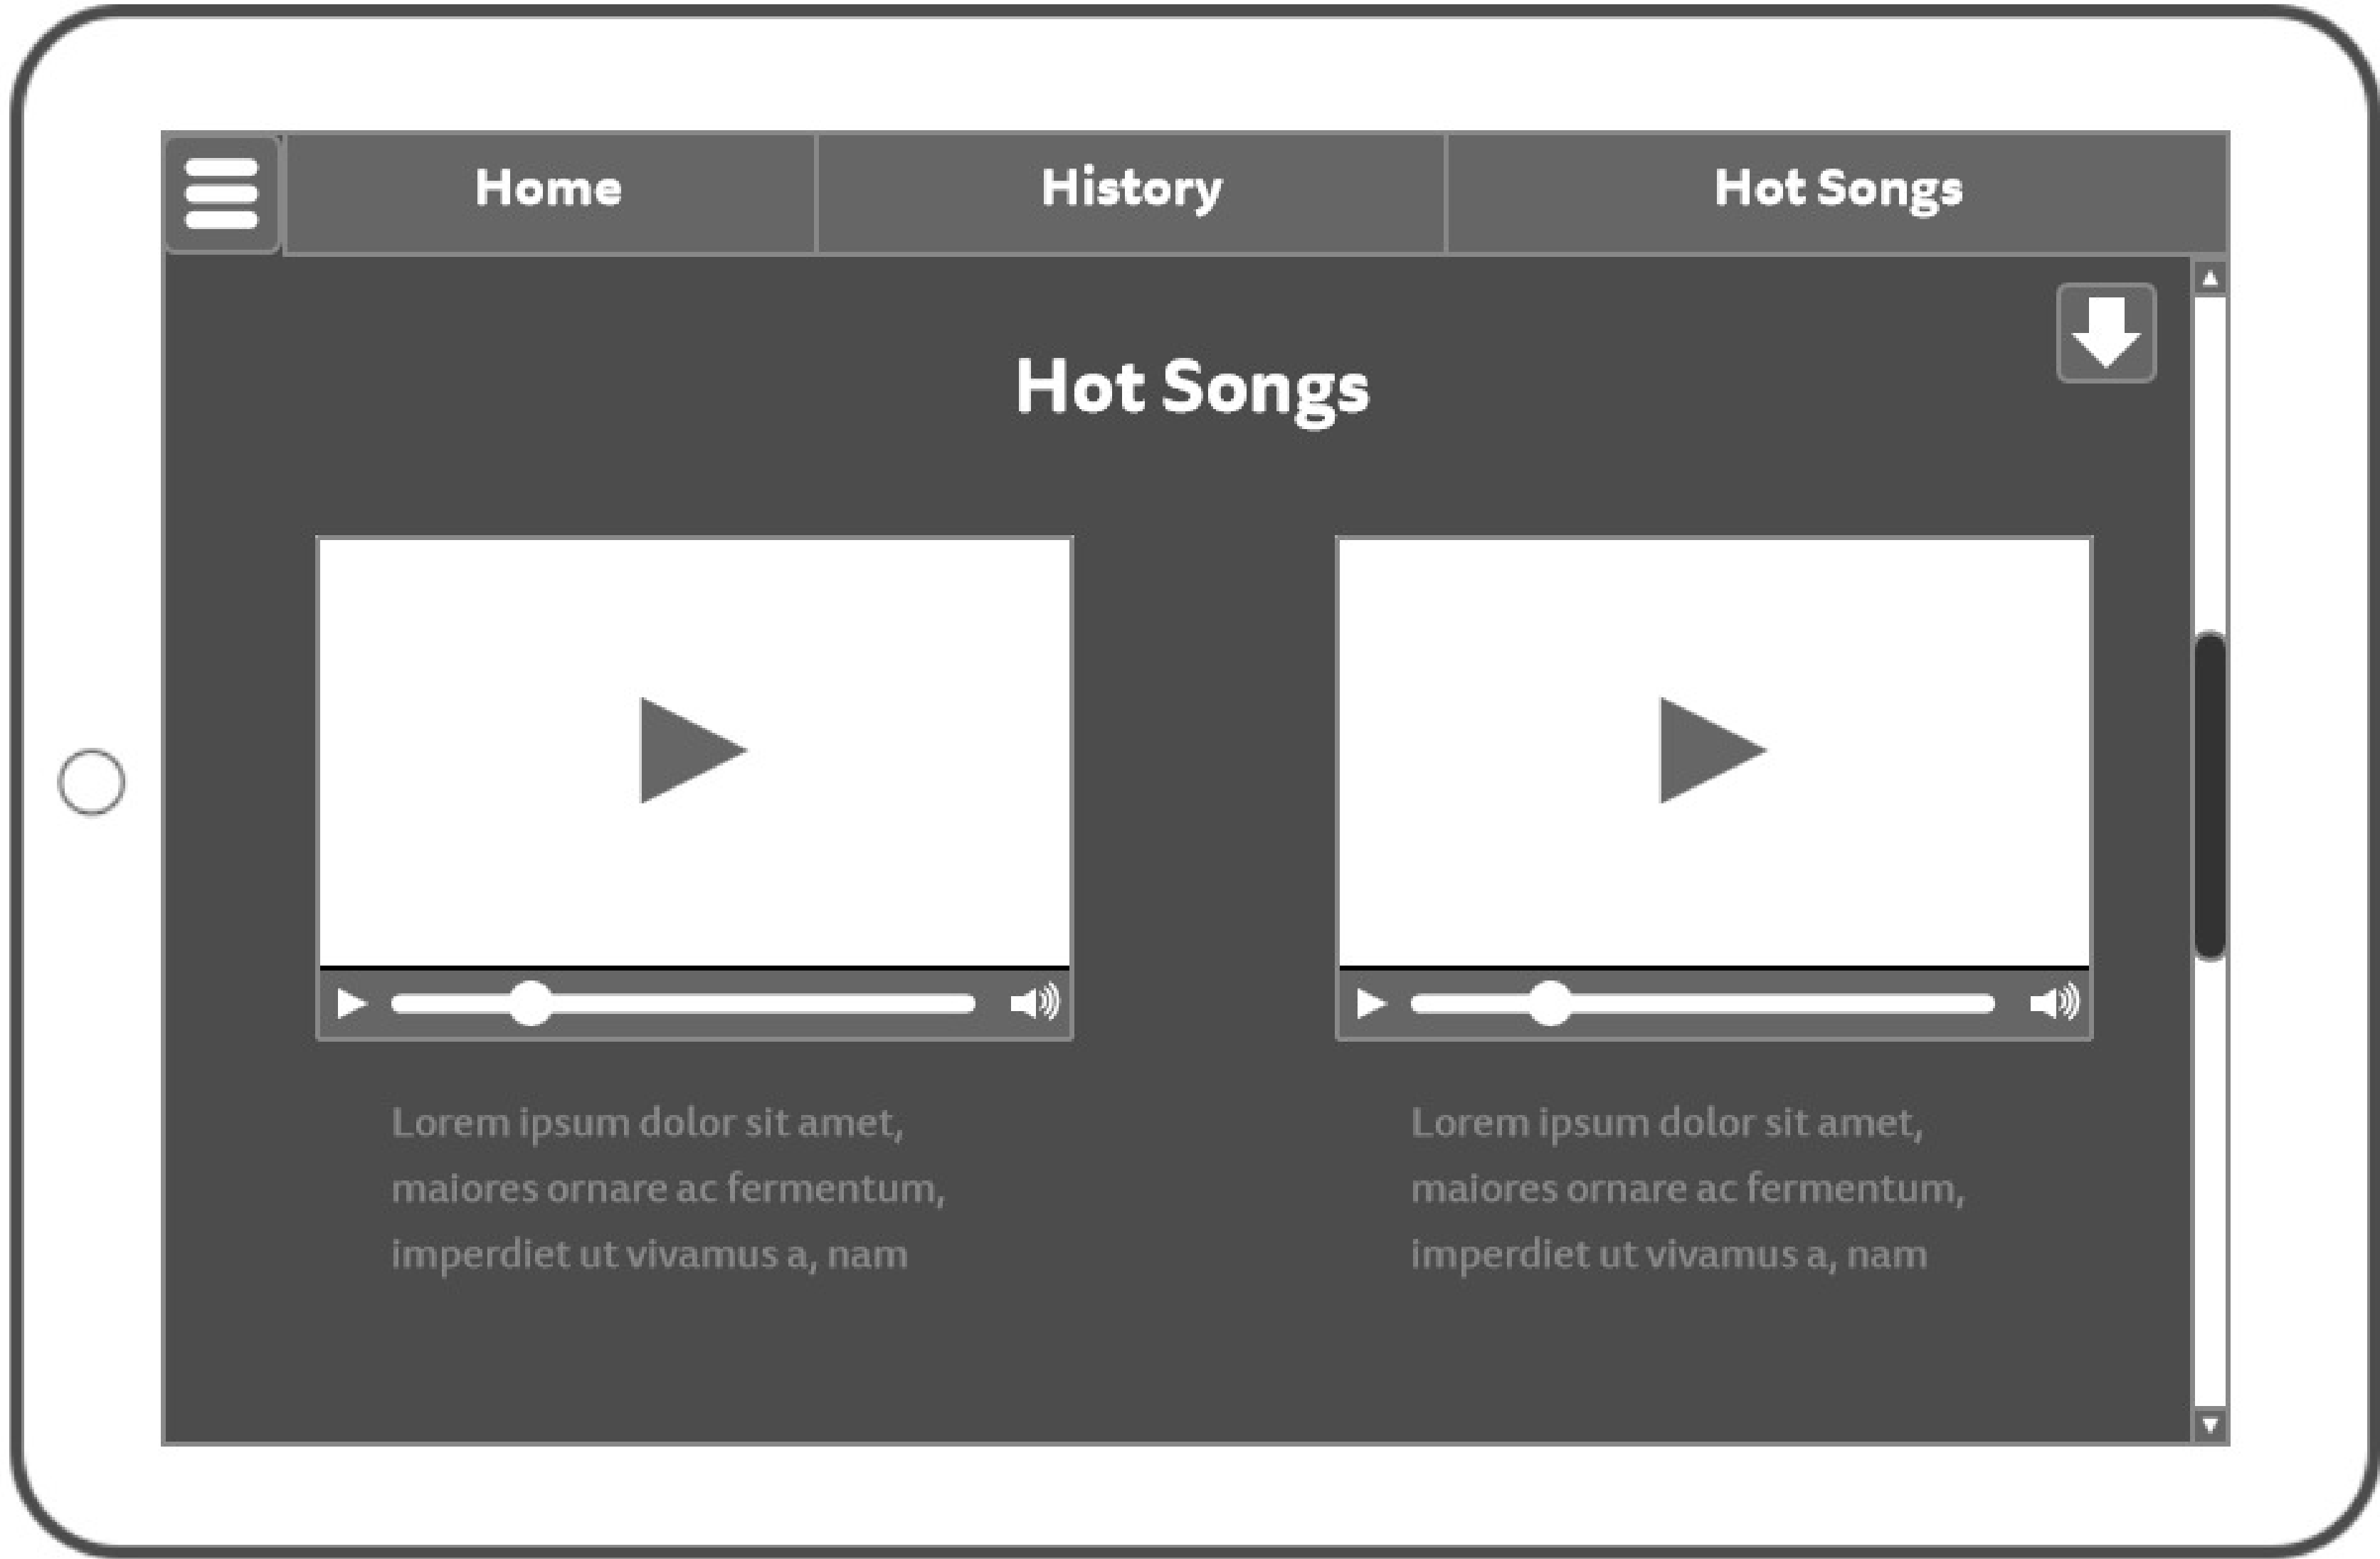 Home
History
Hot Songs
Hot Songs
Lorem ipsum dolor sit amet,
maiores ornare ac fermentum,
imperdiet ut vivamus a, nam
Lorem ipsum dolor sit amet,
maiores ornare ac fermentum,
imperdiet ut vivamus a, nam